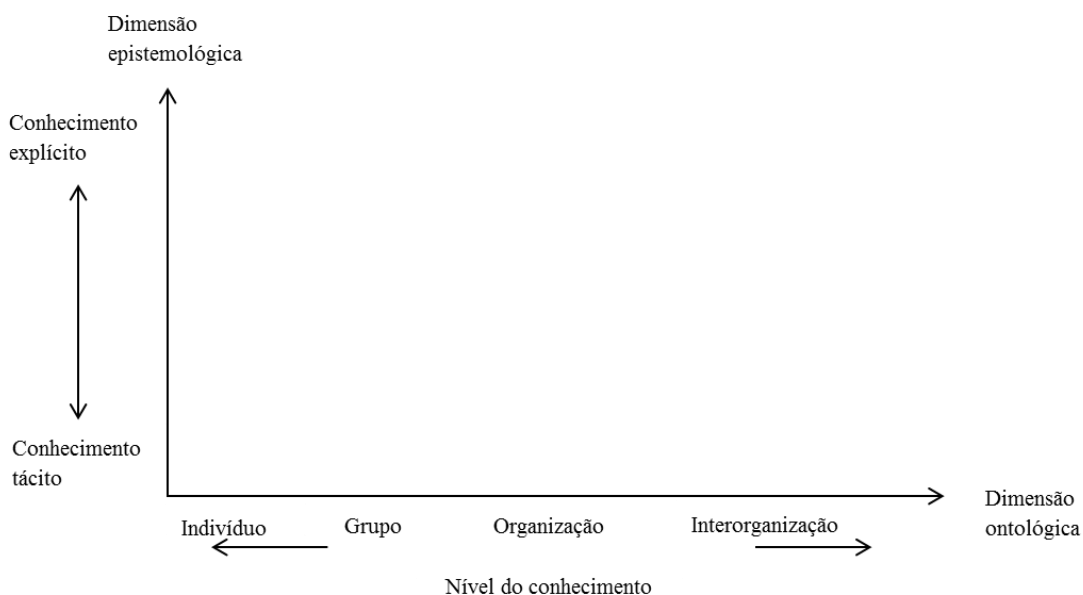 Dimensão
epistemológica
Conhecimento
explícito
Conhecimento
tácito
Indivíduo
Grupo
Organização
Interorganização
Dimensão
ontológica
Nível do conhecimento